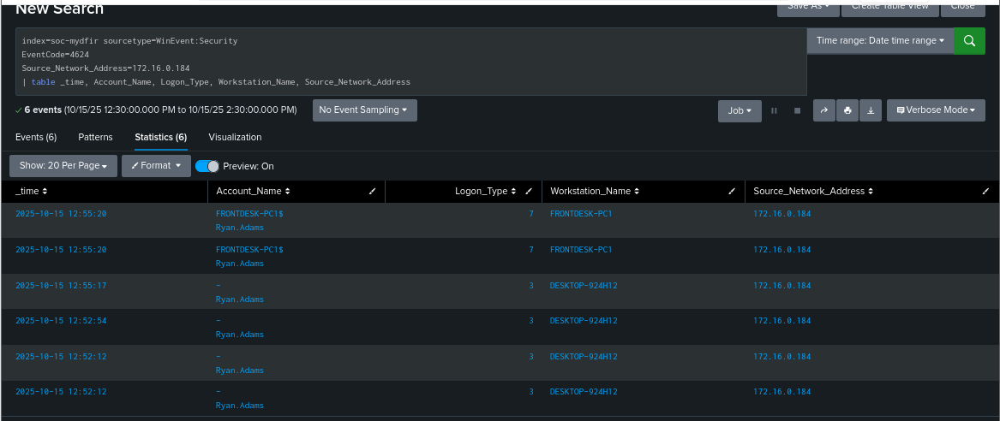 New Search
Save As
Create Table View
Close
index=soc-mydfir sourcetype=WinEvent:Security
EventCode=4624
Source_Network_Address=172.16.0.184
| table _time, Account_Name, Logon_Type, Workstation_Name, Source_Network_Address
Time range: Date time range
✓ 6 events (10/15/25 12:30:00.000 PM to 10/15/25 2:30:00.000 PM)
No Event Sampling
Job
Verbose Mode
Events (6)
Patterns
Statistics (6)
Visualization
Show: 20 Per Page
Format
Preview: On
_time Account_Name Logon_Type Workstation_Name Source_Network_Address
2025-10-15 12:55:20 FRONTDESK-PC1$ 7 FRONTDESK-PC1 172.16.0.184
Ryan.Adams
2025-10-15 12:55:20 FRONTDESK-PC1$ 7 FRONTDESK-PC1 172.16.0.184
Ryan.Adams
2025-10-15 12:55:17 - 3 DESKTOP-924H12 172.16.0.184
Ryan.Adams
2025-10-15 12:52:54 - 3 DESKTOP-924H12 172.16.0.184
Ryan.Adams
2025-10-15 12:52:12 - 3 DESKTOP-924H12 172.16.0.184
Ryan.Adams
2025-10-15 12:52:12 - 3 DESKTOP-924H12 172.16.0.184
Ryan.Adams